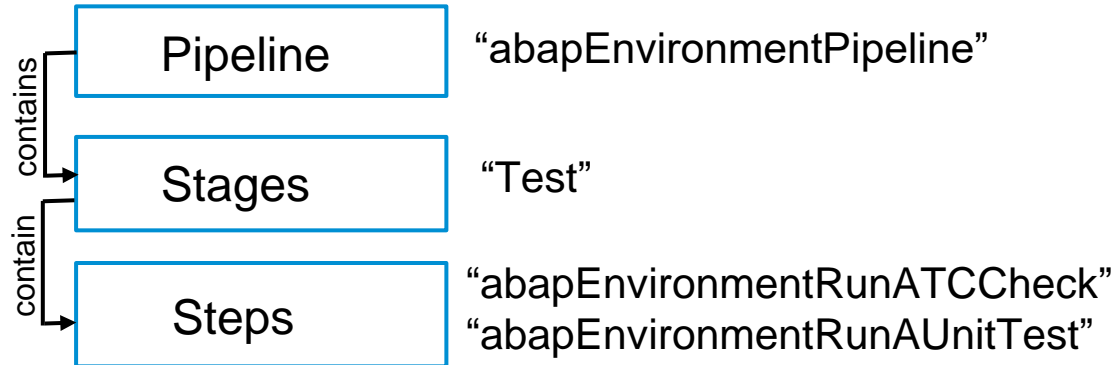 Pipeline
“abapEnvironmentPipeline”
contains
Stages
“Test”
contain
Steps
“abapEnvironmentRunATCCheck”
“abapEnvironmentRunAUnitTest”